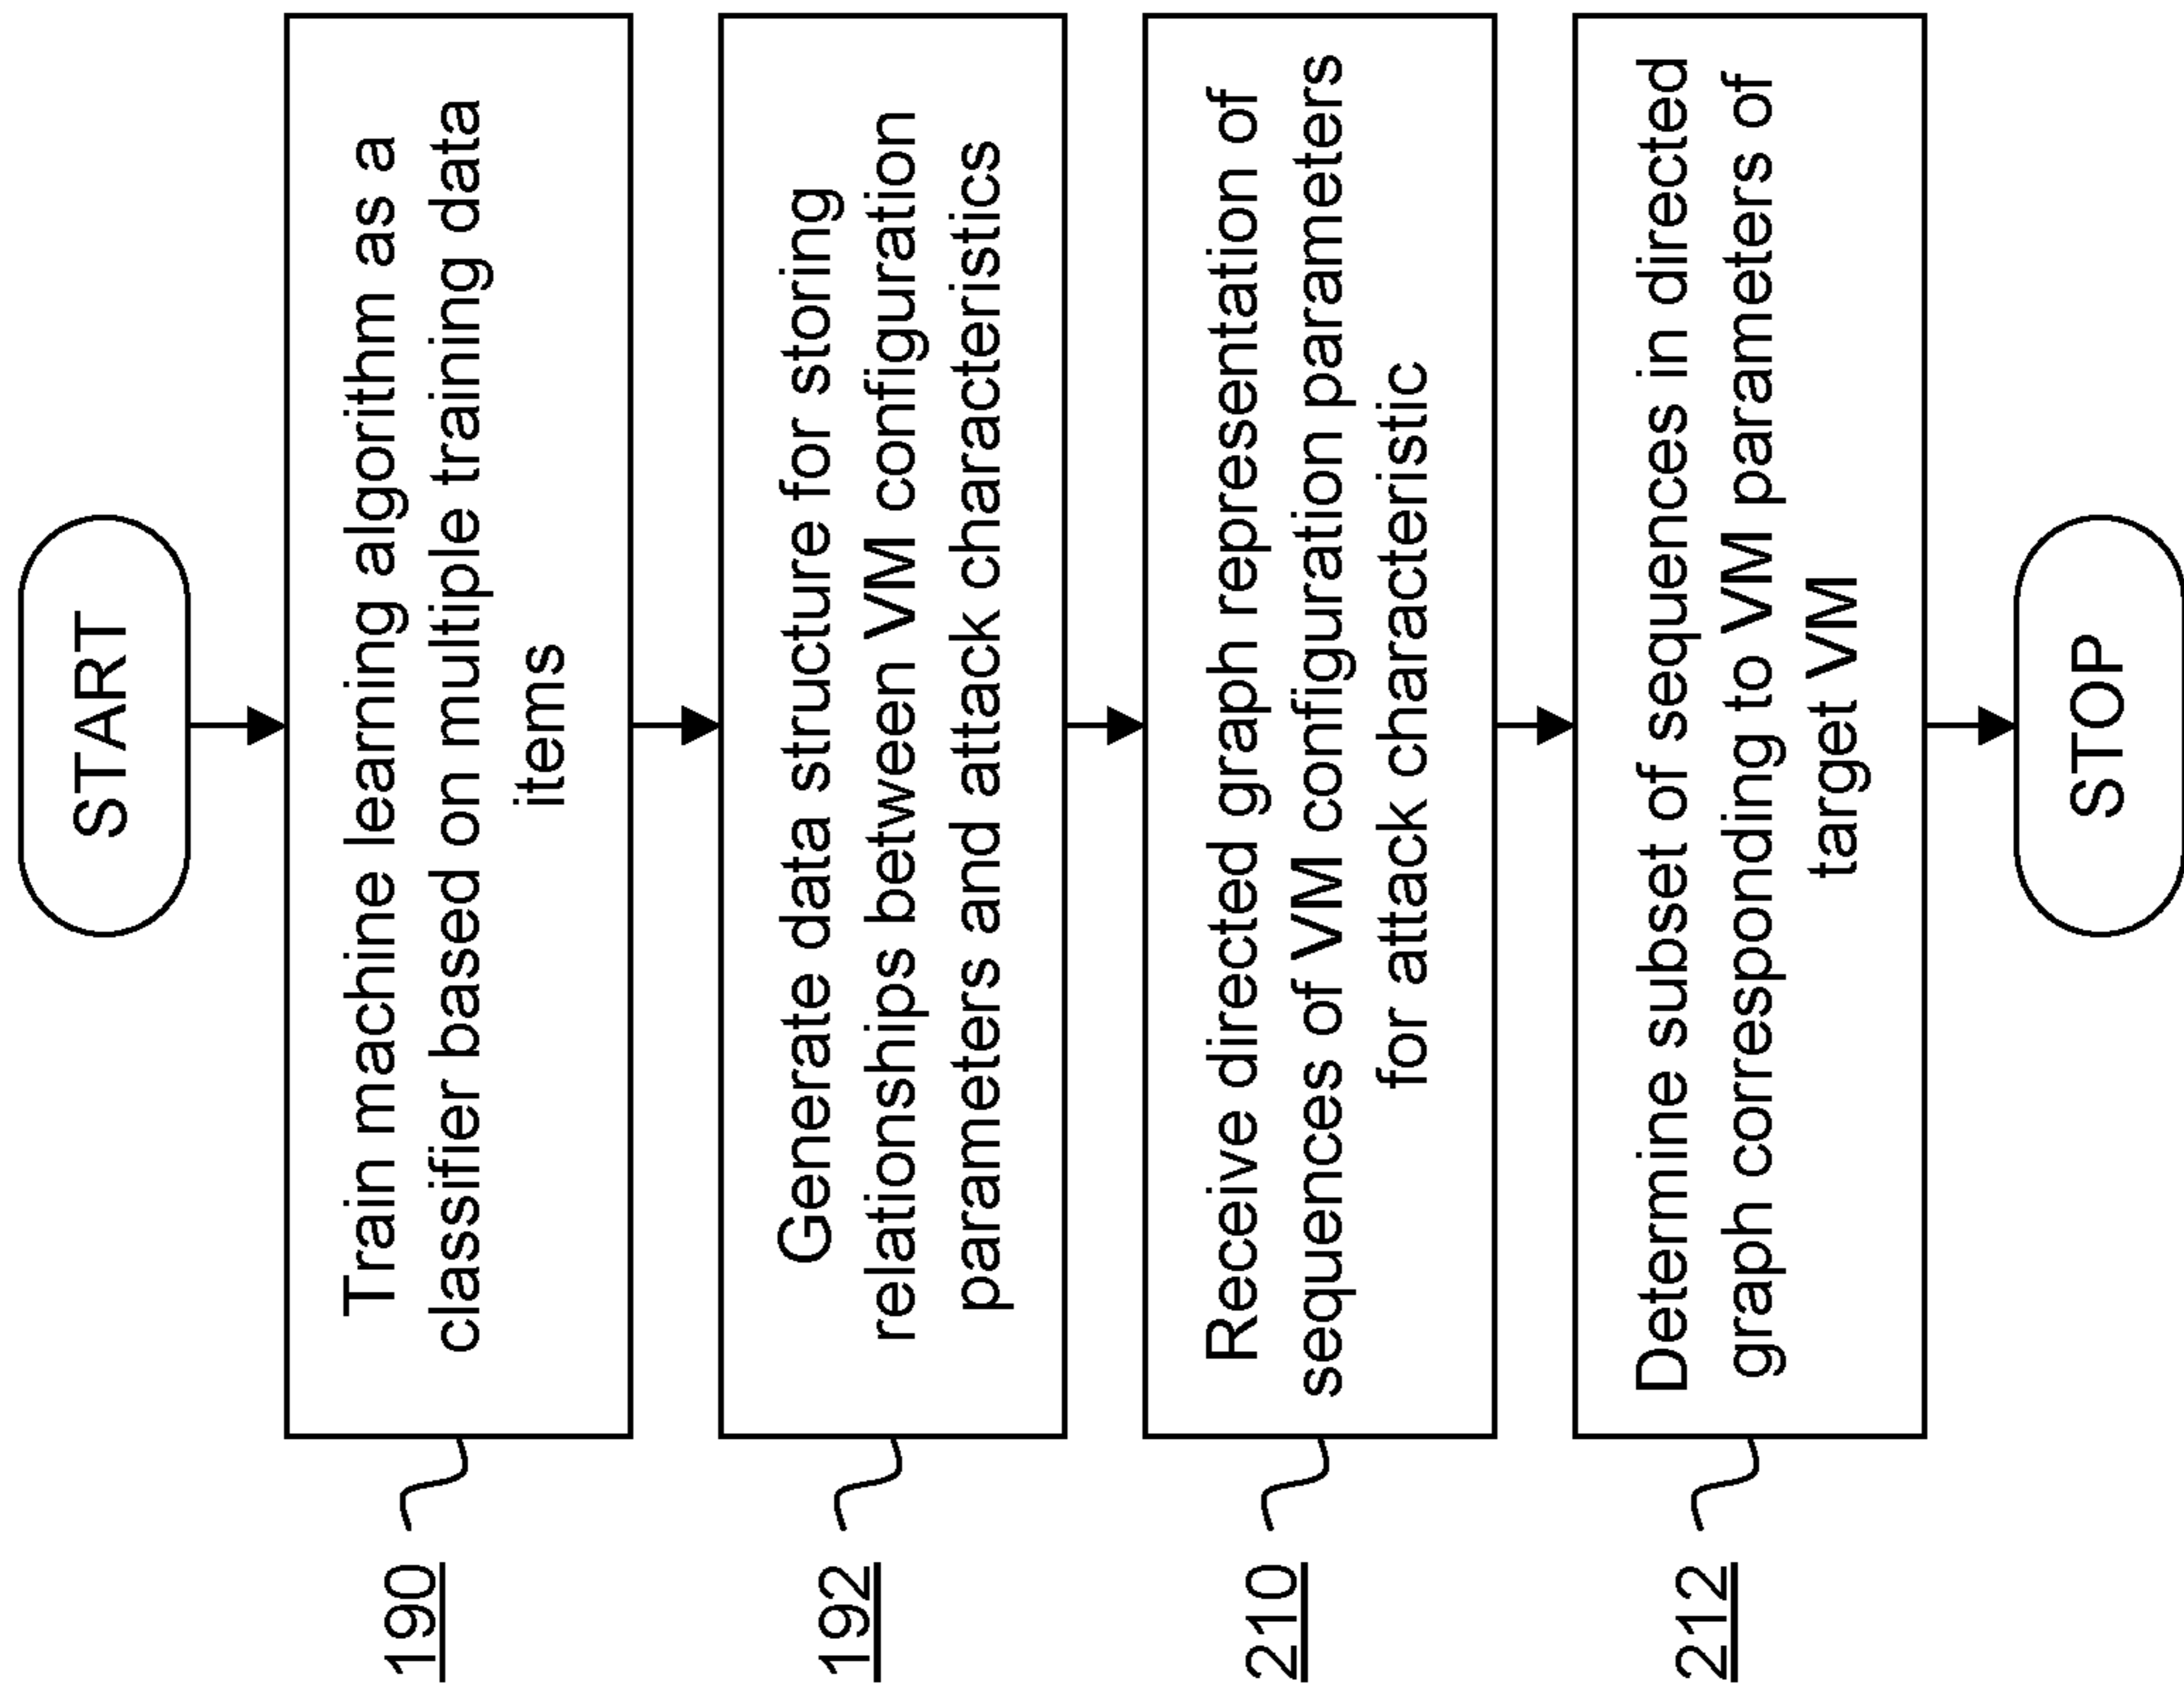 START
190
Train machine learning algorithm as a
classifier based on multiple training data
items
192
Generate data structure for storing
relationships between VM configuration
parameters and attack characteristics
210
Receive directed graph representation of
sequences of VM configuration parameters
for attack characteristic
212
Determine subset of sequences in directed
graph corresponding to VM parameters of
target VM
STOP